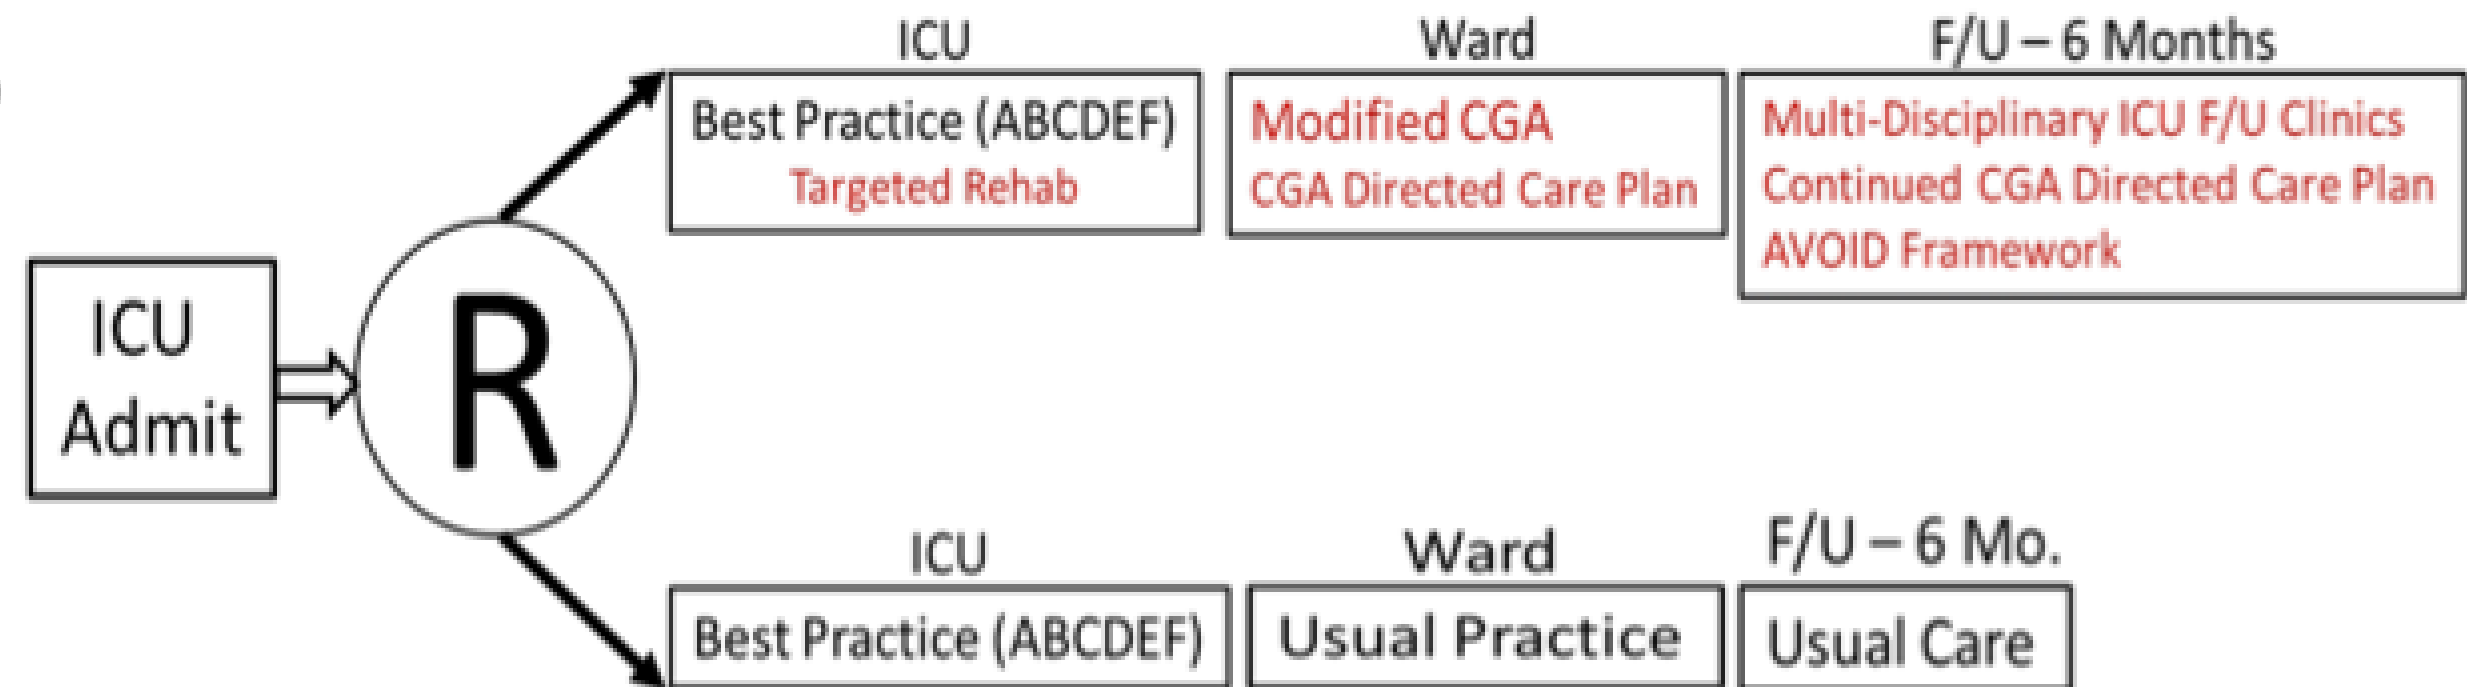 ICU
Admit
R
ICU
Best Practice (ABCDEF)
Targeted Rehab
Ward
Modified CGA
CGA Directed Care Plan
F/U – 6 Months
Multi-Disciplinary ICU F/U Clinics
Continued CGA Directed Care Plan
AVOID Framework
ICU
Best Practice (ABCDEF)
Ward
Usual Practice
F/U – 6 Mo.
Usual Care